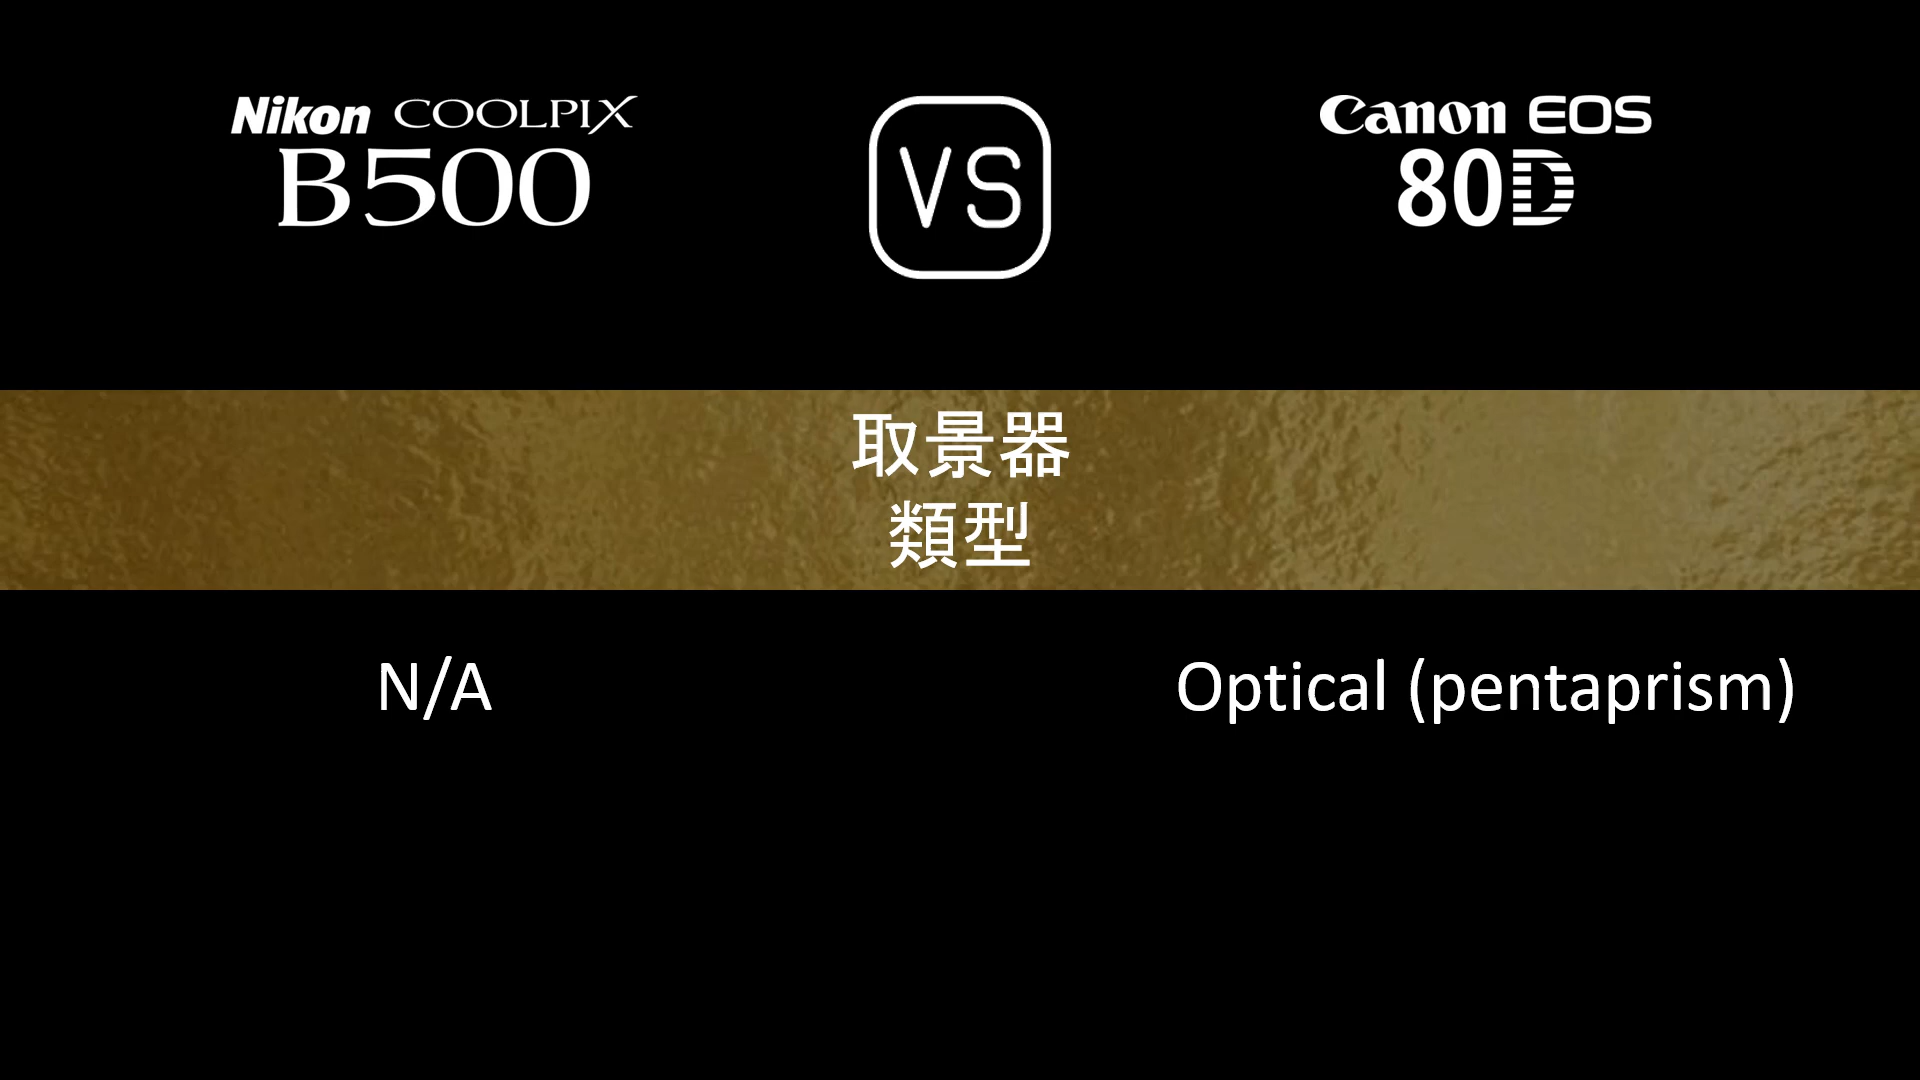 Nikon COOLPIX
B500
VS
Canon EOS
80D
取景器
類型
N/A
Optical (pentaprism)